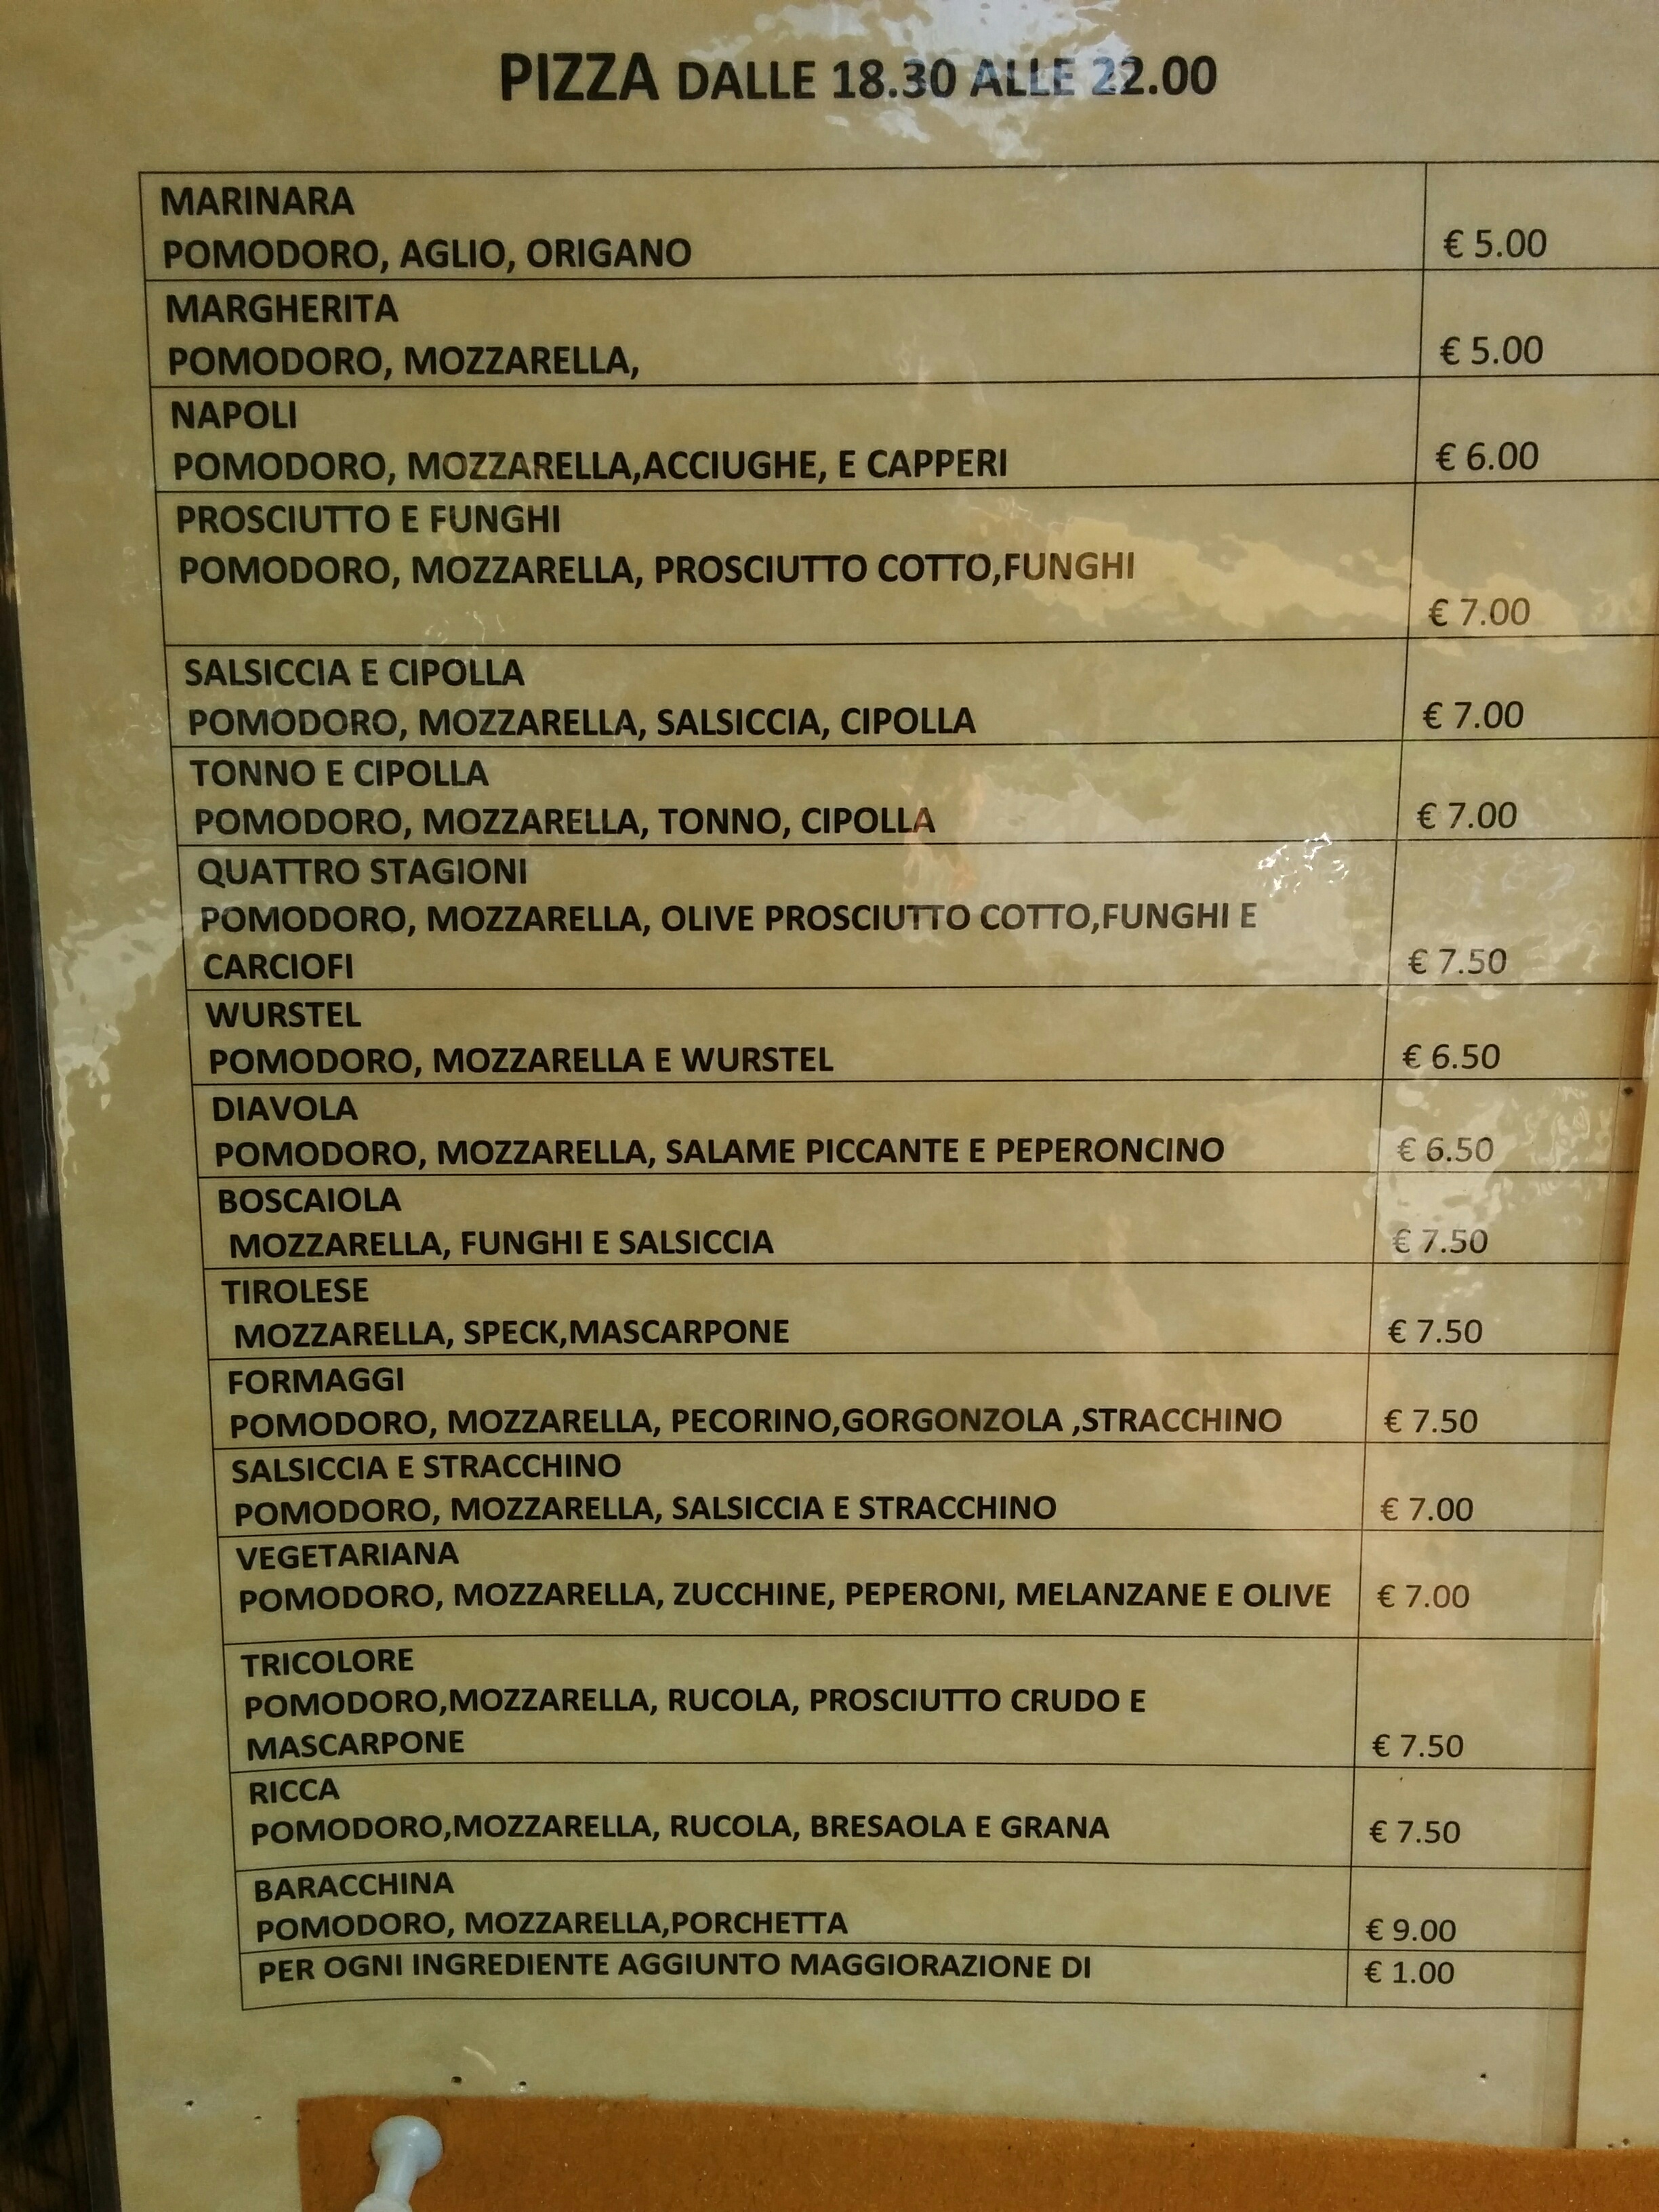 PIZZA DALLE 18.30 ALLE 22.00
MARINARA
POMODORO, AGLIO, ORIGANO € 5.00
MARGHERITA
POMODORO, MOZZARELLA, € 5.00
NAPOLI
POMODORO, MOZZARELLA,ACCIUGHE, E CAPPERI € 6.00
PROSCIUTTO E FUNGHI
POMODORO, MOZZARELLA, PROSCIUTTO COTTO,FUNGHI
€ 7.00
SALSICCIA E CIPOLLA
POMODORO, MOZZARELLA, SALSICCIA, CIPOLLA € 7.00
TONNO E CIPOLLA
POMODORO, MOZZARELLA, TONNO, CIPOLLA € 7.00
QUATTRO STAGIONI
POMODORO, MOZZARELLA, OLIVE PROSCIUTTO COTTO,FUNGHI E
CARCIOFI € 7.50
WURSTEL
POMODORO, MOZZARELLA E WURSTEL € 6.50
DIAVOLA
POMODORO, MOZZARELLA, SALAME PICCANTE E PEPERONCINO € 6.50
BOSCAIOLA
MOZZARELLA, FUNGHI E SALSICCIA € 7.50
TIROLESE
MOZZARELLA, SPECK,MASCARPONE € 7.50
FORMAGGI
POMODORO, MOZZARELLA, PECORINO,GORGONZOLA ,STRACCHINO € 7.50
SALSICCIA E STRACCHINO
POMODORO, MOZZARELLA, SALSICCIA E STRACCHINO € 7.00
VEGETARIANA
POMODORO, MOZZARELLA, ZUCCHINE, PEPERONI, MELANZANE E OLIVE € 7.00
TRICOLORE
POMODORO,MOZZARELLA, RUCOLA, PROSCIUTTO CRUDO E
MASCARPONE € 7.50
RICCA
POMODORO,MOZZARELLA, RUCOLA, BRESAOLA E GRANA € 7.50
BARACCHINA
POMODORO, MOZZARELLA,PORCHETTA € 9.00
PER OGNI INGREDIENTE AGGIUNTO MAGGIORAZIONE DI € 1.00